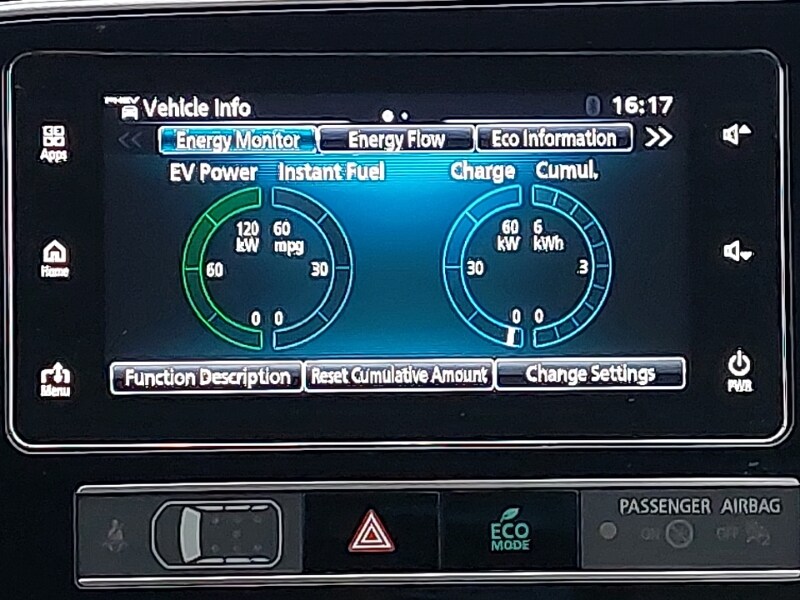 PHEV Vehicle Info 16:17
Apps
<< Energy Monitor Energy Flow Eco Information >>
EV Power Instant Fuel Charge Cumul.
120 kW 60 mpg 60 kW 6 kWh
60 30 30 3
0 0 0 0
Home
Menu
Function Description Reset Cumulative Amount Change Settings
PWR
PASSENGER AIRBAG
ECO
MODE
ON OFF